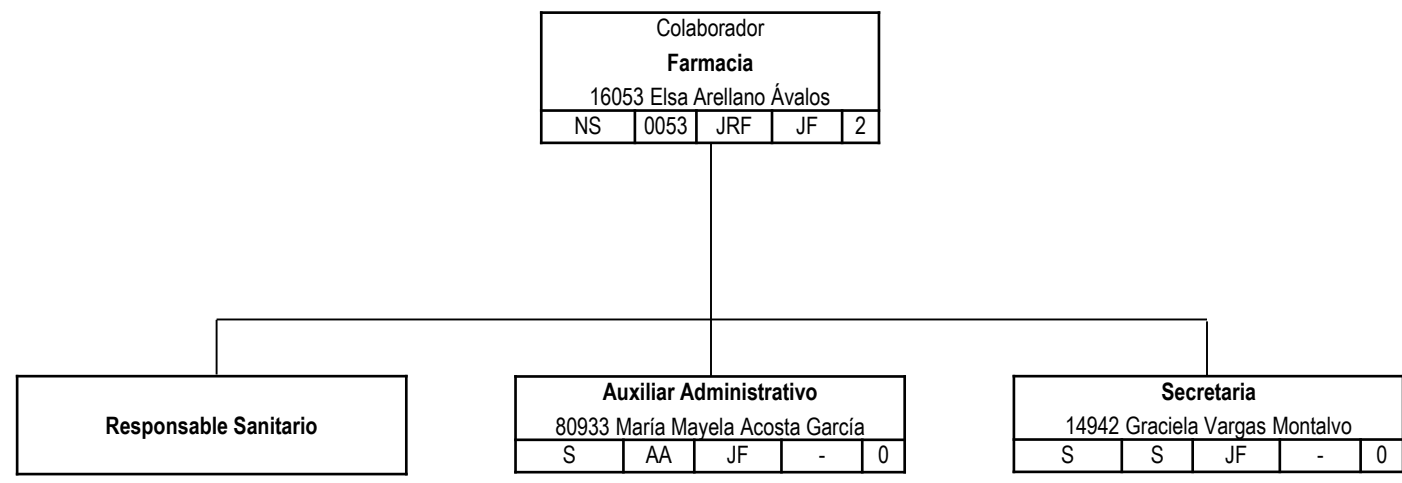 Colaborador
Farmacia
16053 Elsa Arellano Ávalos
NS 0053 JRF JF 2
Responsable Sanitario
Auxiliar Administrativo
80933 María Mayela Acosta García
S AA JF - 0
Secretaria
14942 Graciela Vargas Montalvo
S S JF - 0